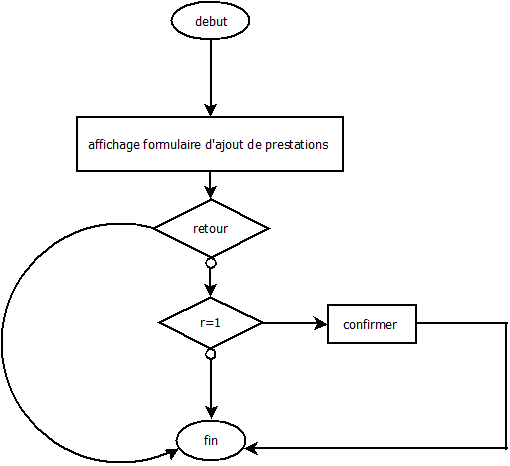 debut
affichage formulaire d'ajout de prestations
retour
r=1
confirmer
fin